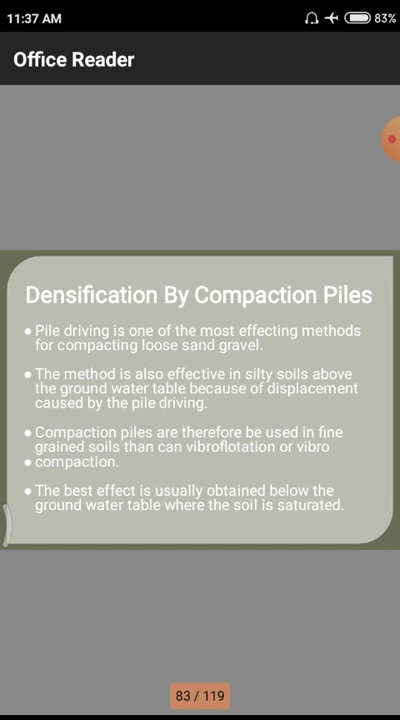 11:37 AM
83%
Office Reader
Densification By Compaction Piles
• Pile driving is one of the most effecting methods
for compacting loose sand gravel.
• The method is also effective in silty soils above
the ground water table because of displacement
caused by the pile driving.
• Compaction piles are therefore be used in fine
grained soils than can vibroflotation or vibro
• compaction.
• The best effect is usually obtained below the
ground water table where the soil is saturated.
83 / 119